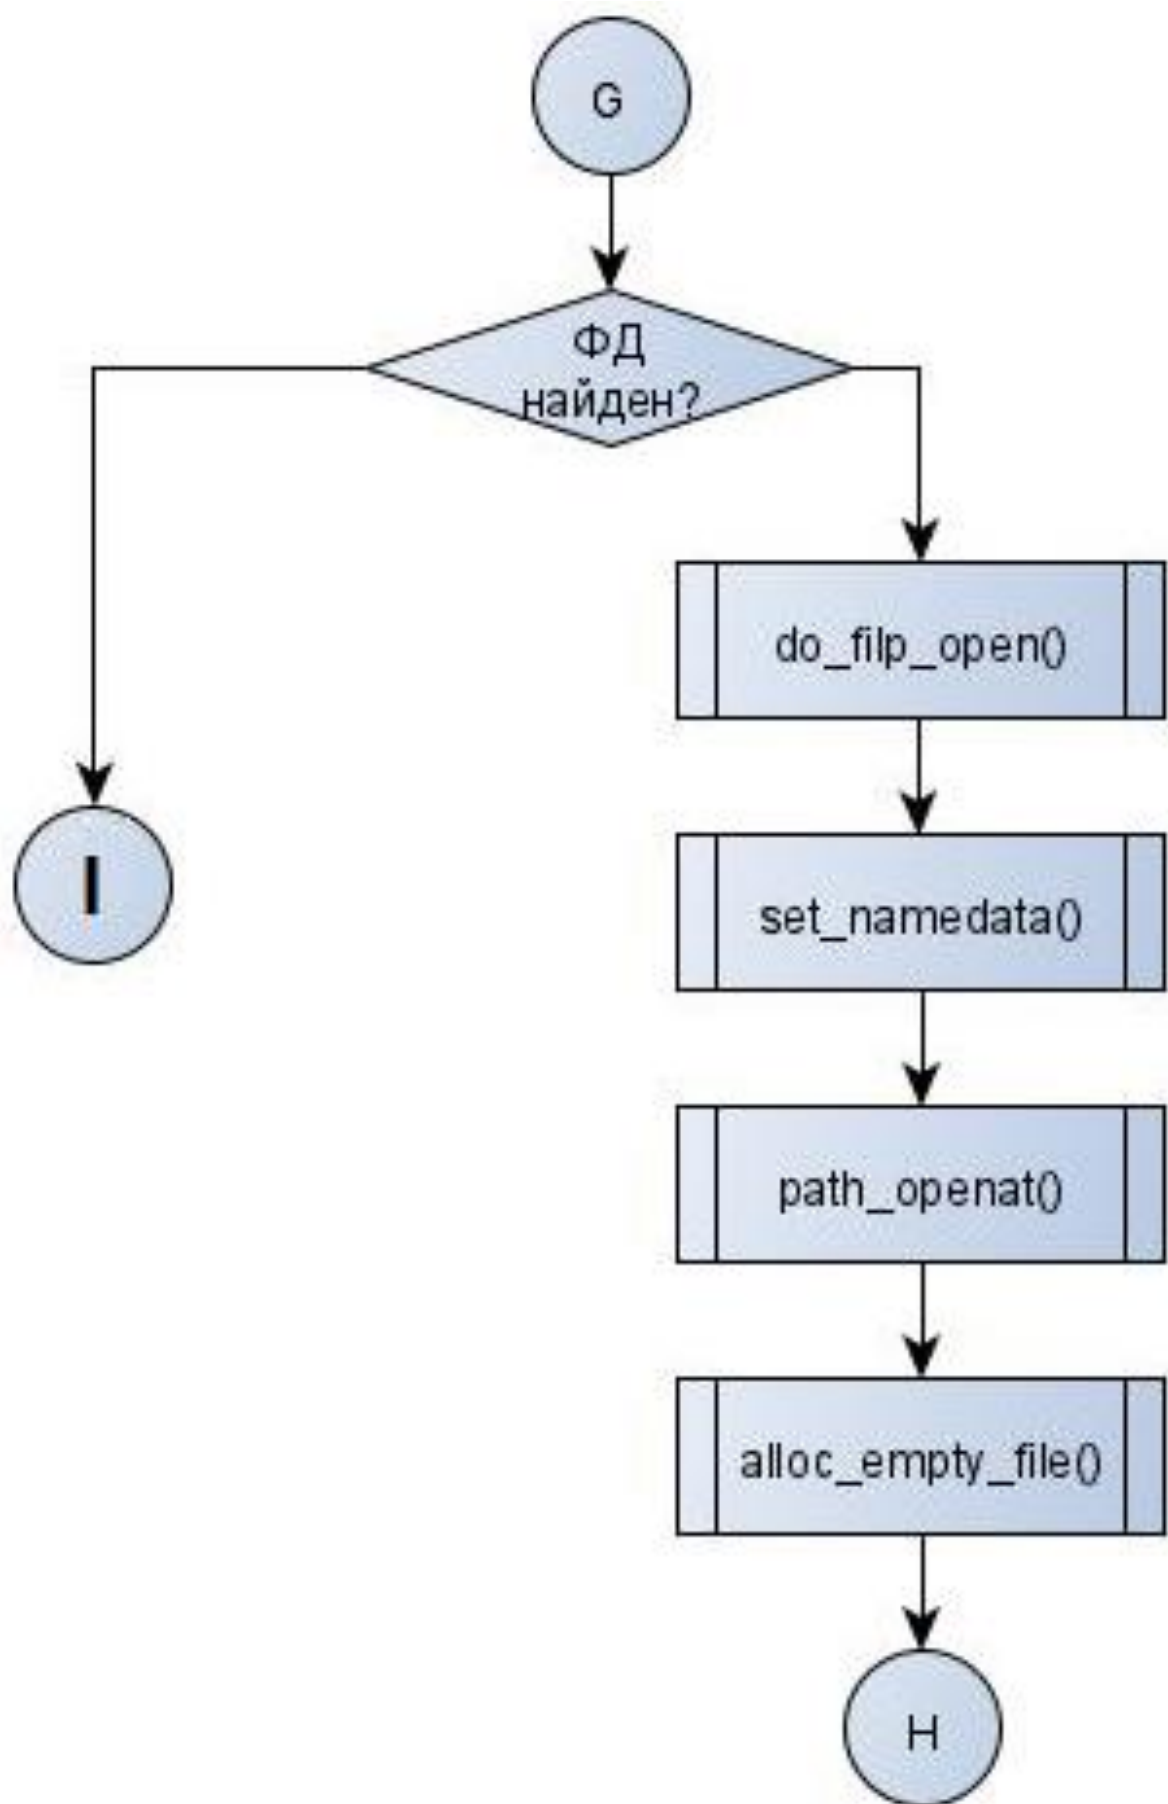 G
ФД
найден?
do_filp_open()
I
set_namedata()
path_openat()
alloc_empty_file()
H